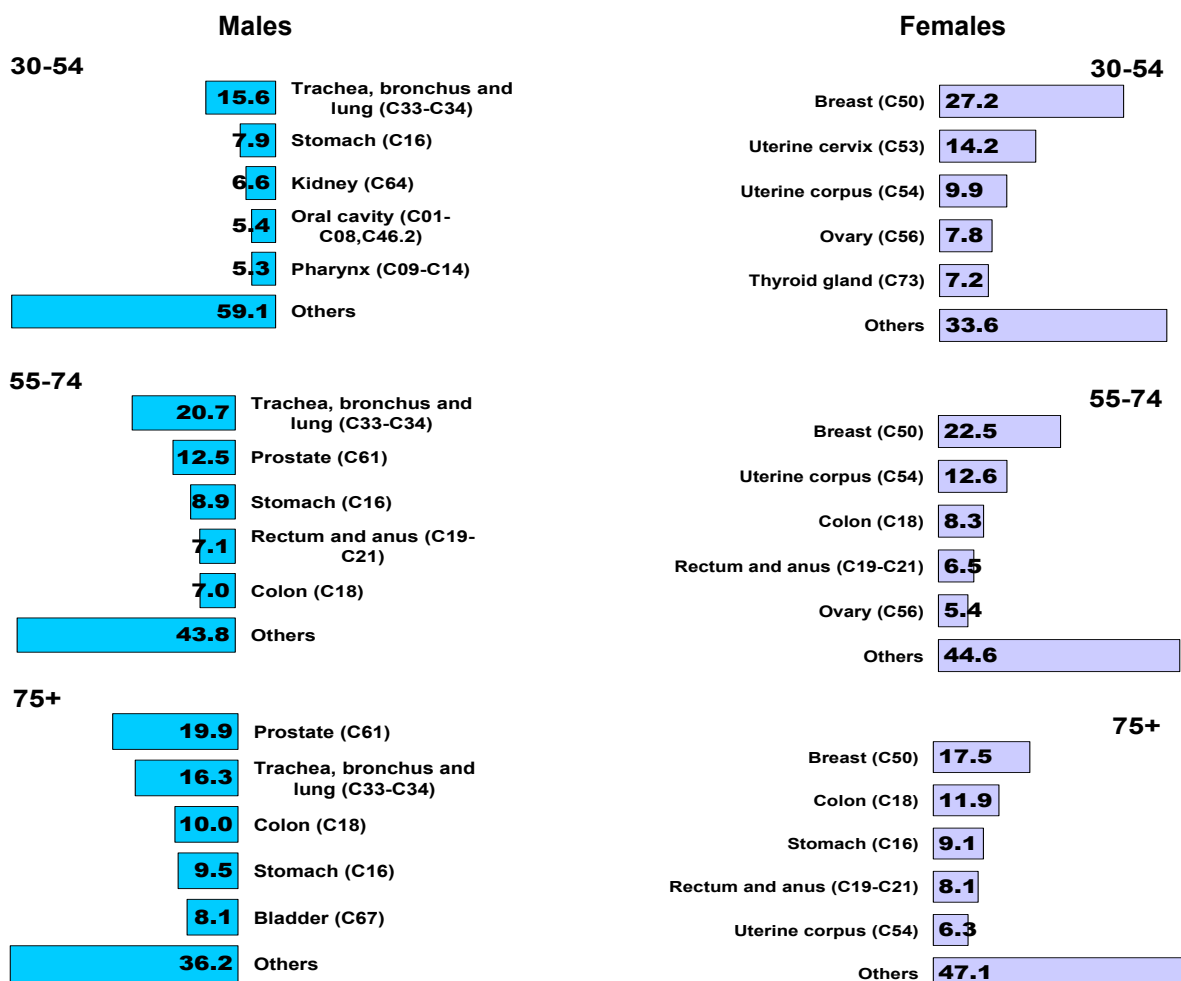 Males
30-54
15.6 Trachea, bronchus and
lung (C33-C34)
7.9 Stomach (C16)
6.6 Kidney (C64)
5.4 Oral cavity (C01-
C08,C46.2)
5.3 Pharynx (C09-C14)
59.1 Others
55-74
20.7 Trachea, bronchus and
lung (C33-C34)
12.5 Prostate (C61)
8.9 Stomach (C16)
7.1 Rectum and anus (C19-
C21)
7.0 Colon (C18)
43.8 Others
75+
19.9 Prostate (C61)
16.3 Trachea, bronchus and
lung (C33-C34)
10.0 Colon (C18)
9.5 Stomach (C16)
8.1 Bladder (C67)
36.2 Others
Females
30-54
Breast (C50) 27.2
Uterine cervix (C53) 14.2
Uterine corpus (C54) 9.9
Ovary (C56) 7.8
Thyroid gland (C73) 7.2
Others 33.6
55-74
Breast (C50) 22.5
Uterine corpus (C54) 12.6
Colon (C18) 8.3
Rectum and anus (C19-C21) 6.5
Ovary (C56) 5.4
Others 44.6
75+
Breast (C50) 17.5
Colon (C18) 11.9
Stomach (C16) 9.1
Rectum and anus (C19-C21) 8.1
Uterine corpus (C54) 6.3
Others 47.1